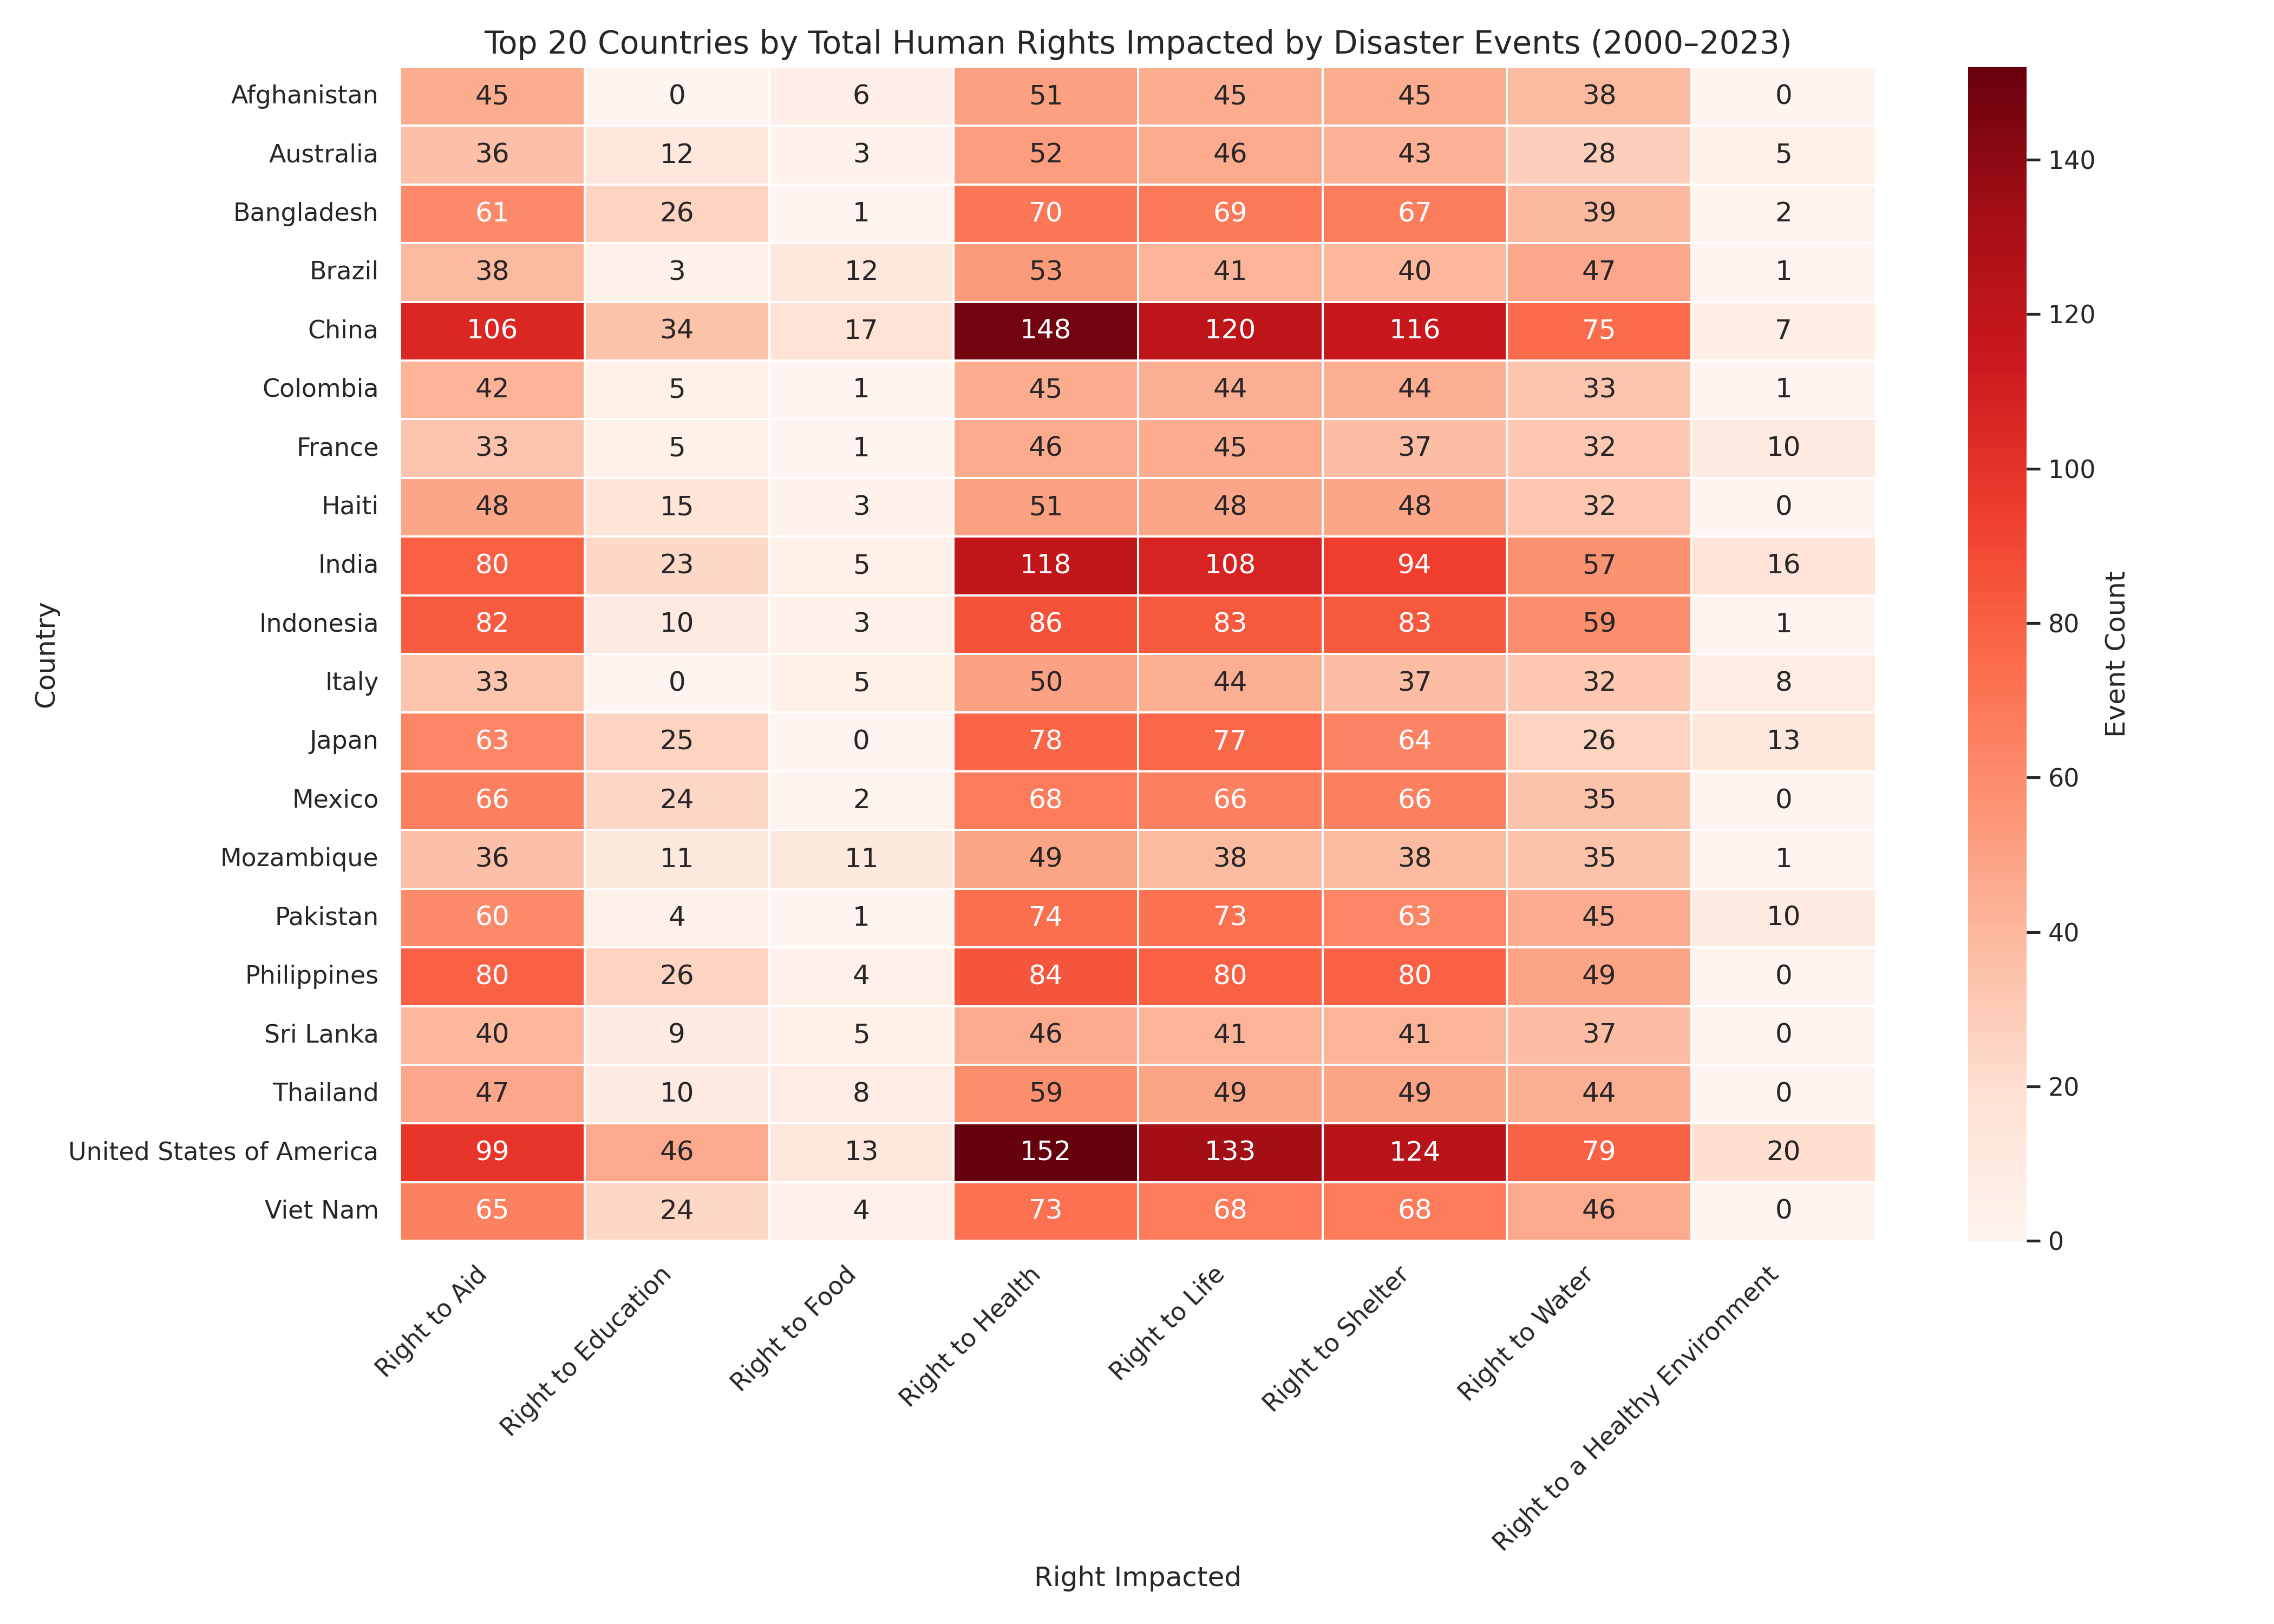 Top 20 Countries by Total Human Rights Impacted by Disaster Events (2000–2023)
Country
Afghanistan 45 0 6 51 45 45 38 0
Australia 36 12 3 52 46 43 28 5
Bangladesh 61 26 1 70 69 67 39 2
Brazil 38 3 12 53 41 40 47 1
China 106 34 17 148 120 116 75 7
Colombia 42 5 1 45 44 44 33 1
France 33 5 1 46 45 37 32 10
Haiti 48 15 3 51 48 48 32 0
India 80 23 5 118 108 94 57 16
Indonesia 82 10 3 86 83 83 59 1
Italy 33 0 5 50 44 37 32 8
Japan 63 25 0 78 77 64 26 13
Mexico 66 24 2 68 66 66 35 0
Mozambique 36 11 11 49 38 38 35 1
Pakistan 60 4 1 74 73 63 45 10
Philippines 80 26 4 84 80 80 49 0
Sri Lanka 40 9 5 46 41 41 37 0
Thailand 47 10 8 59 49 49 44 0
United States of America 99 46 13 152 133 124 79 20
Viet Nam 65 24 4 73 68 68 46 0
Right to Aid
Right to Education
Right to Food
Right to Health
Right to Life
Right to Shelter
Right to Water
Right to a Healthy Environment
Right Impacted
140
120
100
80
60
40
20
0
Event Count